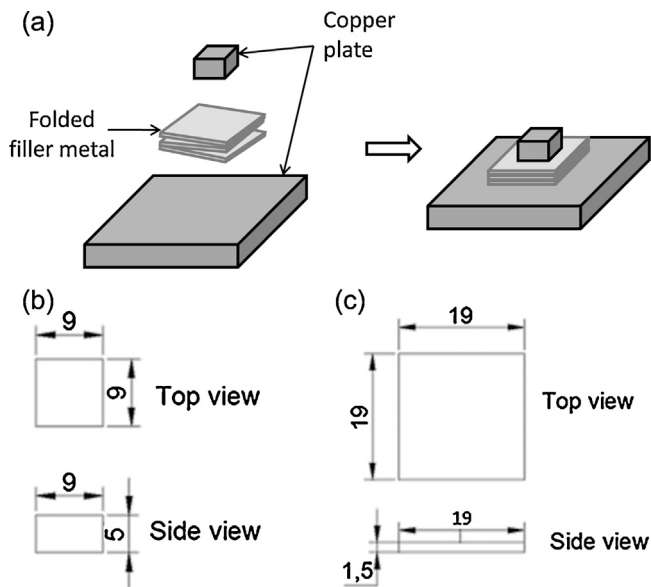 (a)
Copper
plate
Folded
filler metal
(b)
9
9
Top view
9
5
Side view
(c)
19
19
Top view
19
1,5
Side view